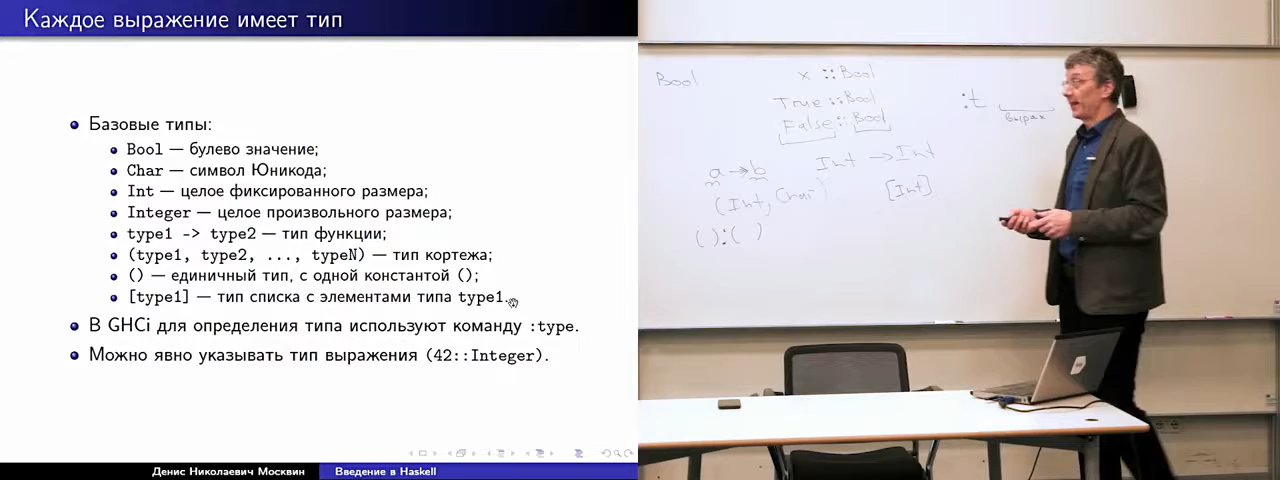 Каждое выражение имеет тип
Базовые типы:
Bool — булево значение;
Char — символ Юникода;
Int — целое фиксированного размера;
Integer — целое произвольного размера;
type1 -> type2 — тип функции;
(type1, type2, ..., typeN) — тип кортежа;
() — единичный тип, с одной константой ();
[type1] — тип списка с элементами типа type1.
В GHCi для определения типа используют команду :type.
Можно явно указывать тип выражения (42::Integer).
Денис Николаевич Москвин
Введение в Haskell
Bool
x :: Bool
True :: Bool
False :: Bool
a → b
Int → Int
(Int, Char)
[Int]
() : ( )
:t
выраж